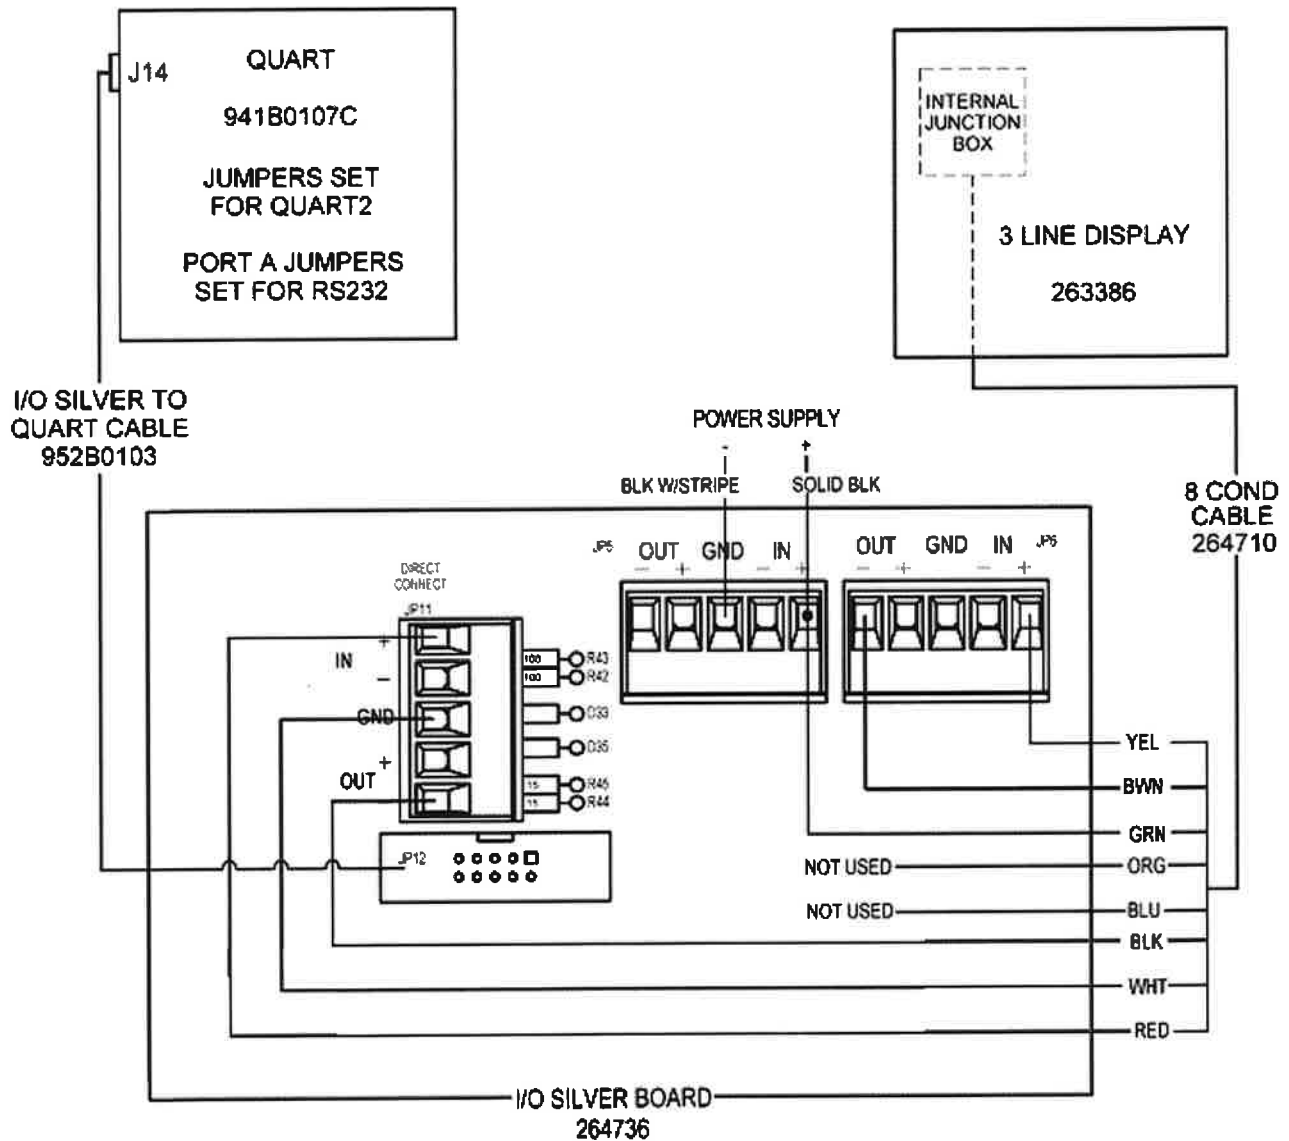 J14
QUART
941B0107C
JUMPERS SET
FOR QUART2
PORT A JUMPERS
SET FOR RS232
INTERNAL
JUNCTION
BOX
3 LINE DISPLAY
263386
I/O SILVER TO
QUART CABLE
952B0103
POWER SUPPLY
- +
BLK W/STRIPE SOLID BLK
8 COND
CABLE
264710
JP5 OUT GND IN
- + - +
OUT GND IN JP6
- + - +
DIRECT
CONNECT
JP11
+
IN
-
GND
+
OUT
100 R43
100 R42
D33
D35
15 R45
15 R44
JP12
YEL
BWN
GRN
NOT USED ORG
NOT USED BLU
BLK
WHT
RED
I/O SILVER BOARD
264736